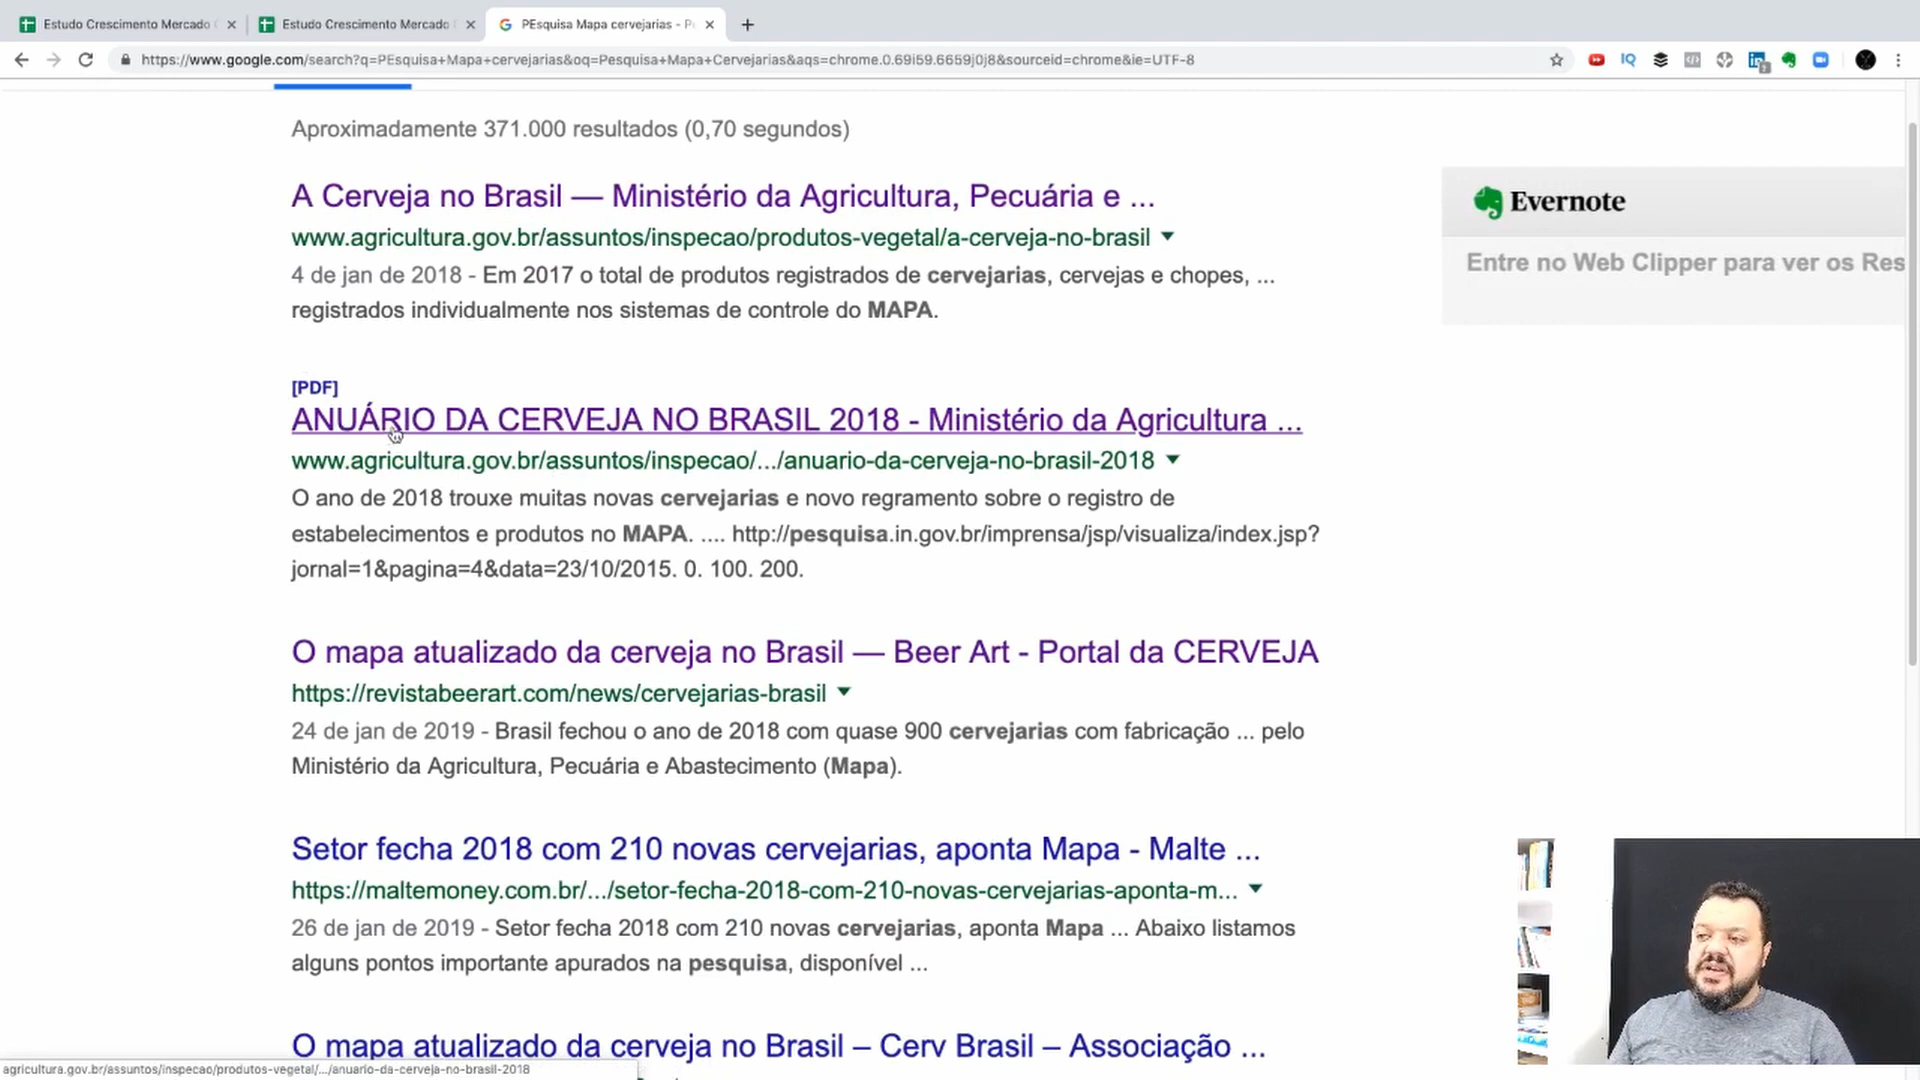 Estudo Crescimento Mercado
Estudo Crescimento Mercado
PEsquisa Mapa cervejarias - P
https://www.google.com/search?q=PEsquisa+Mapa+cervejarias&oq=Pesquisa+Mapa+Cervejarias&aqs=chrome.0.69i59.6659j0j8&sourceid=chrome&ie=UTF-8
IQ
Aproximadamente 371.000 resultados (0,70 segundos)
A Cerveja no Brasil — Ministério da Agricultura, Pecuária e ...
www.agricultura.gov.br/assuntos/inspecao/produtos-vegetal/a-cerveja-no-brasil
4 de jan de 2018 - Em 2017 o total de produtos registrados de cervejarias, cervejas e chopes, ...
registrados individualmente nos sistemas de controle do MAPA.
Evernote
Entre no Web Clipper para ver os Res
[PDF]
ANUÁRIO DA CERVEJA NO BRASIL 2018 - Ministério da Agricultura ...
www.agricultura.gov.br/assuntos/inspecao/.../anuario-da-cerveja-no-brasil-2018
O ano de 2018 trouxe muitas novas cervejarias e novo regramento sobre o registro de
estabelecimentos e produtos no MAPA. .... http://pesquisa.in.gov.br/imprensa/jsp/visualiza/index.jsp?
jornal=1&pagina=4&data=23/10/2015. 0. 100. 200.
O mapa atualizado da cerveja no Brasil — Beer Art - Portal da CERVEJA
https://revistabeerart.com/news/cervejarias-brasil
24 de jan de 2019 - Brasil fechou o ano de 2018 com quase 900 cervejarias com fabricação ... pelo
Ministério da Agricultura, Pecuária e Abastecimento (Mapa).
Setor fecha 2018 com 210 novas cervejarias, aponta Mapa - Malte ...
https://maltemoney.com.br/.../setor-fecha-2018-com-210-novas-cervejarias-aponta-m...
26 de jan de 2019 - Setor fecha 2018 com 210 novas cervejarias, aponta Mapa ... Abaixo listamos
alguns pontos importante apurados na pesquisa, disponível ...
O mapa atualizado da cerveja no Brasil – Cerv Brasil – Associação ...
agricultura.gov.br/assuntos/inspecao/produtos-vegetal/.../anuario-da-cerveja-no-brasil-2018